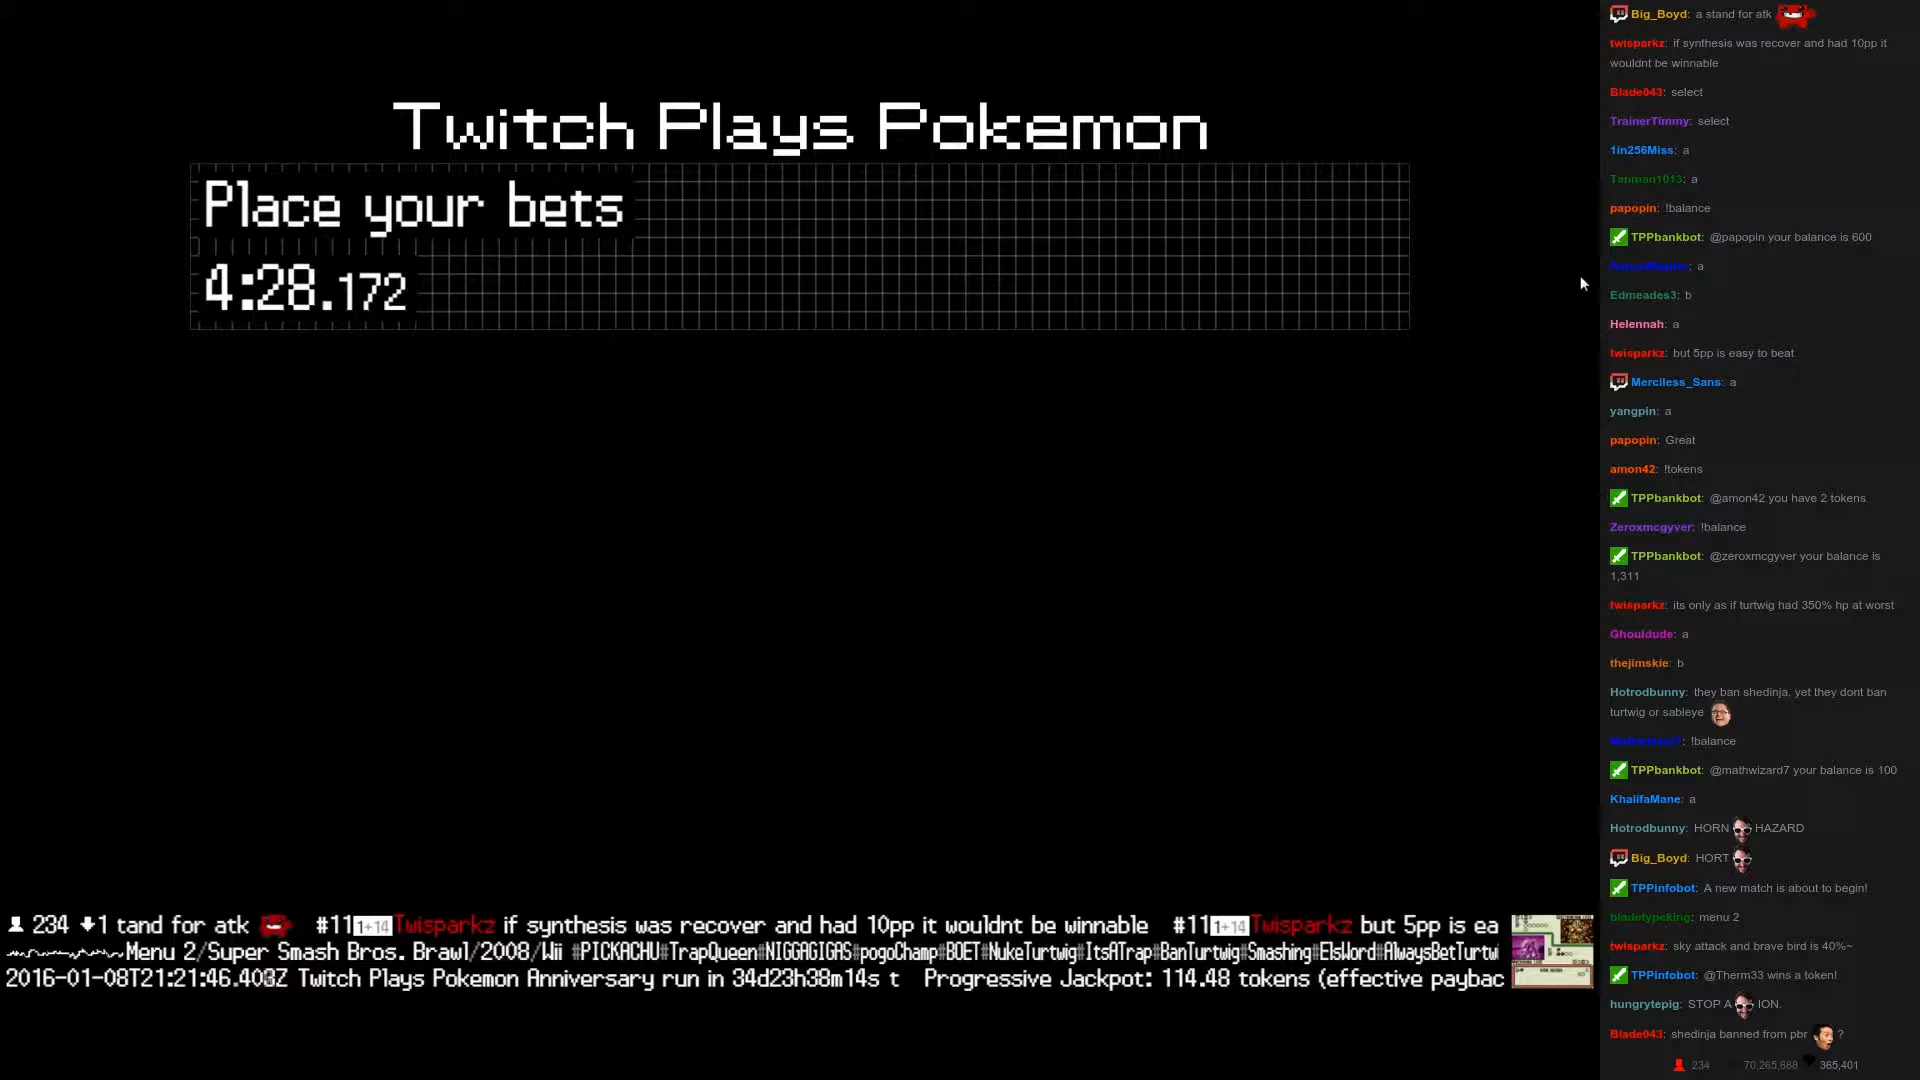 Twitch Plays Pokemon
Place your bets
4:28.172
234 1 tand for atk #11 1+14 Twisparkz if synthesis was recover and had 10pp it wouldnt be winnable #11 1+14 Twisparkz but 5pp is ea
Menu 2/Super Smash Bros. Brawl/2008/Wii #PICKACHU#TrapQueen#NIGGAGIGAS#pogoChamp#BOET#NukeTurtwig#ItsATrap#BanTurtwig#Smashing#ElsWord#AlwaysBetTurtw
Twitch Plays Pokemon Anniversary run in 34d23h38m14s t Progressive Jackpot: 114.48 tokens (effective paybac
Big_Boyd: a stand for atk
twisparkz: if synthesis was recover and had 10pp it
wouldnt be winnable
Blade043: select
TrainerTimmy: select
1in256Miss: a
Tanman1013: a
papopin: !balance
TPPbankbot: @papopin your balance is 600
: a
Edmeades3: b
Helennah: a
twisparkz: but 5pp is easy to beat
Merciless_Sans: a
yangpin: a
papopin: Great
amon42: !tokens
TPPbankbot: @amon42 you have 2 tokens
Zeroxmcgyver: !balance
TPPbankbot: @zeroxmcgyver your balance is
1,311
twisparkz: its only as if turtwig had 350% hp at worst
Ghouldude: a
thejimskie: b
Hotrodbunny: they ban shedinja. yet they dont ban
turtwig or sableye
Mathwizard7: !balance
TPPbankbot: @mathwizard7 your balance is 100
KhalifaMane: a
Hotrodbunny: HORN HAZARD
Big_Boyd: HORT
TPPinfobot: A new match is about to begin!
bladetypeking: menu 2
twisparkz: sky attack and brave bird is 40%~
TPPinfobot: @Therm33 wins a token!
hungrytepig: STOP A ION.
Blade043: shedinja banned from pbr ?
234 70,265,688 365,401